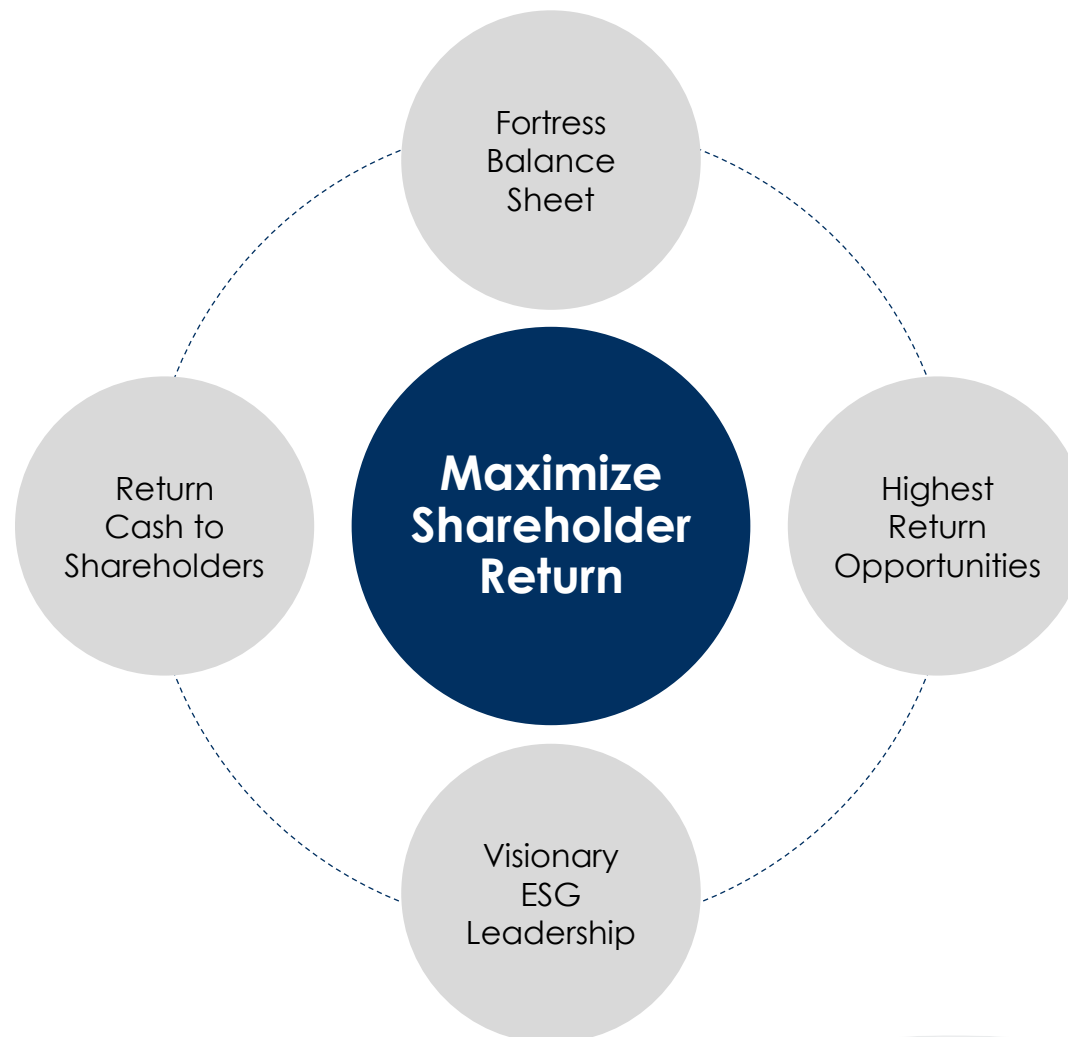 Fortress
Balance
Sheet
Return
Cash to
Shareholders
Maximize
Shareholder
Return
Highest
Return
Opportunities
Visionary
ESG
Leadership